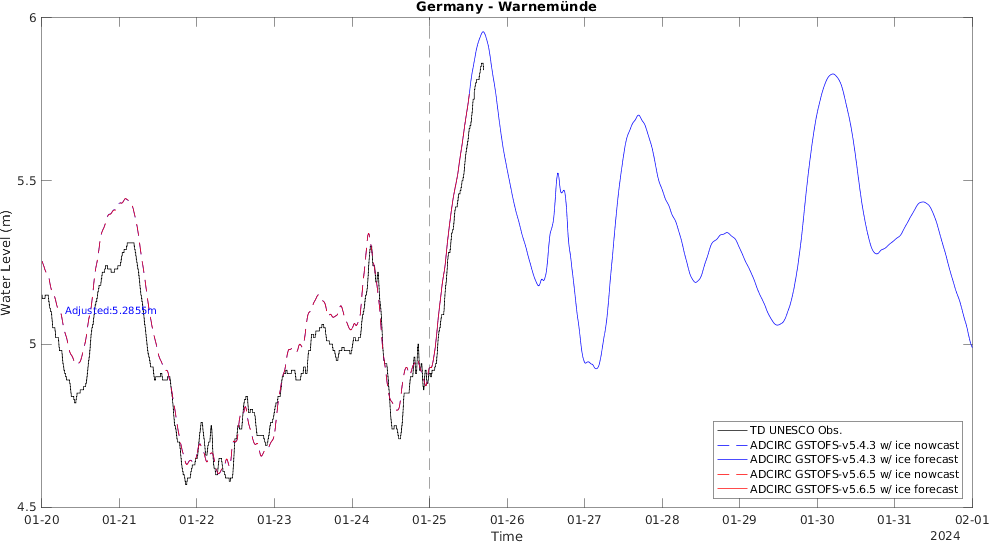 Germany - Warnemünde
6
5.5
5
4.5
Water Level (m)
Adjusted:5.2855m
TD UNESCO Obs.
ADCIRC GSTOFS-v5.4.3 w/ ice nowcast
ADCIRC GSTOFS-v5.4.3 w/ ice forecast
ADCIRC GSTOFS-v5.6.5 w/ ice nowcast
ADCIRC GSTOFS-v5.6.5 w/ ice forecast
01-20 01-21 01-22 01-23 01-24 01-25 01-26 01-27 01-28 01-29 01-30 01-31 02-01
Time
2024